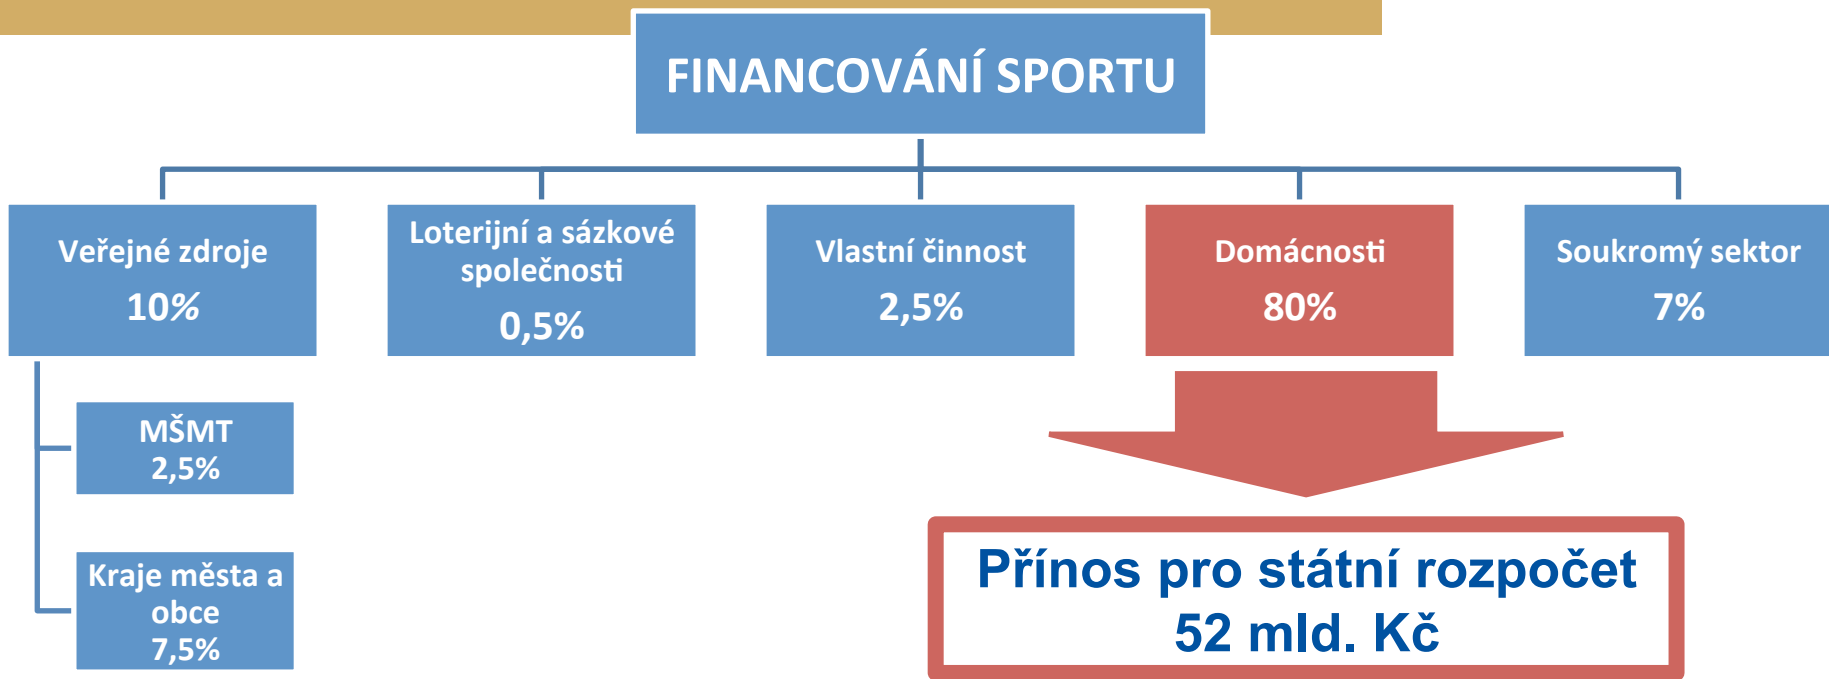 FINANCOVÁNÍ SPORTU
Veřejné zdroje
10%
Loterijní a sázkové
společnosti
0,5%
Vlastní činnost
2,5%
Domácnosti
80%
Soukromý sektor
7%
MŠMT
2,5%
Kraje města a
obce
7,5%
Přínos pro státní rozpočet
52 mld. Kč